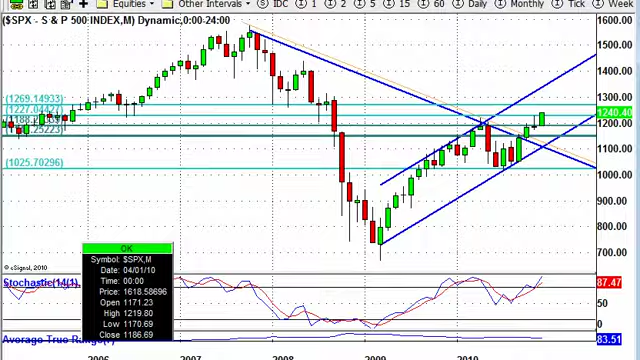 Equities Other Intervals IDC 1 5 15 60 Daily Monthly Tick Week
($SPX - S & P 500 INDEX,M) Dynamic,0:00-24:00
1600.00
1500.00
1400.00
1300.00
(1269.14933)
1240.40
1200.00
1100.00
(1025.70296)
1000.00
900.00
800.00
700.00
OK
Symbol: $SPX,M
Date: 04/01/10
Time: 00:00
Price: 1618.58696
Open 1171.23
High 1219.80
Low 1170.69
Close 1186.69
© eSignal, 2010
Stochastic (14,1)
87.47
50
0
Average True Range
83.51
2006 2007 2008 2009 2010